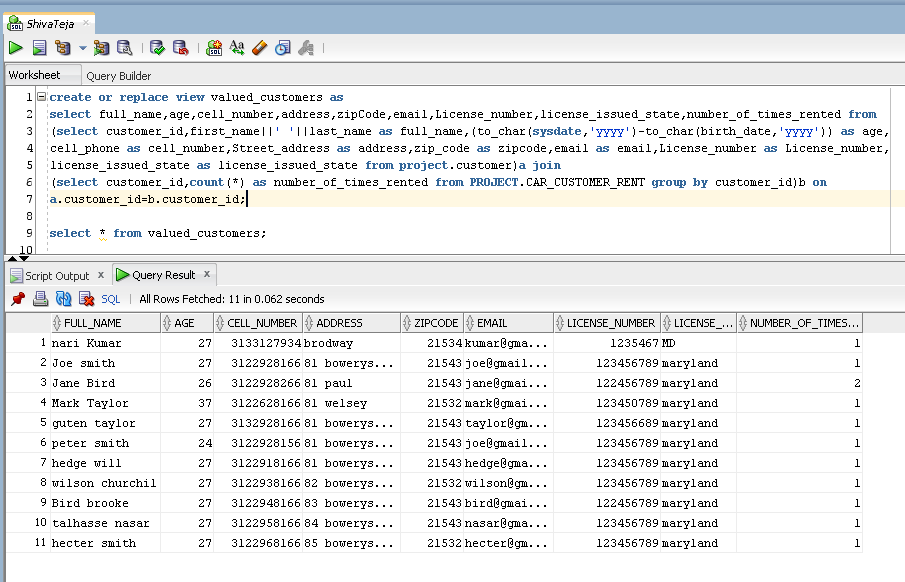 ShivaTeja
Worksheet Query Builder
1 create or replace view valued_customers as
2 select full_name,age,cell_number,address,zipCode,email,License_number,license_issued_state,number_of_times_rented from
3 (select customer_id,first_name||' '||last_name as full_name,(to_char(sysdate,'yyyy')-to_char(birth_date,'yyyy')) as age,
4 cell_phone as cell_number,Street_address as address,zip_code as zipcode,email as email,License_number as License_number,
5 license_issued_state as license_issued_state from project.customer)a join
6 (select customer_id,count(*) as number_of_times_rented from PROJECT.CAR_CUSTOMER_RENT group by customer_id)b on
7 a.customer_id=b.customer_id;
8
9 select * from valued_customers;
10
Script Output x Query Result x
SQL | All Rows Fetched: 11 in 0.062 seconds
FULL_NAME AGE CELL_NUMBER ADDRESS ZIPCODE EMAIL LICENSE_NUMBER LICENSE_... NUMBER_OF_TIMES...
1 nari Kumar 27 3133127934 brodway 21534 kumar@gma... 1235467 MD 1
2 Joe smith 27 3122928166 81 bowerys... 21543 joe@gmail... 123456789 maryland 1
3 Jane Bird 26 3122928266 81 paul 21543 jane@gmai... 122456789 maryland 2
4 Mark Taylor 37 3122628166 81 welsey 21532 mark@gmai... 123450789 maryland 1
5 guten taylor 27 3132928166 81 bowerys... 21543 taylor@gm... 123456689 maryland 1
6 peter smith 24 3122928156 81 bowerys... 21543 joe@gmail... 123456789 maryland 1
7 hedge will 27 3122918166 81 bowerys... 21543 hedge@gma... 123456789 maryland 1
8 wilson churchil 27 3122938166 82 bowerys... 21532 wilson@gm... 123456789 maryland 1
9 Bird brooke 27 3122948166 83 bowerys... 21543 bird@gmai... 122456789 maryland 1
10 talhasse nasar 27 3122958166 84 bowerys... 21543 nasar@gma... 123456789 maryland 1
11 hecter smith 27 3122968166 85 bowerys... 21532 hecter@gm... 123456789 maryland 1